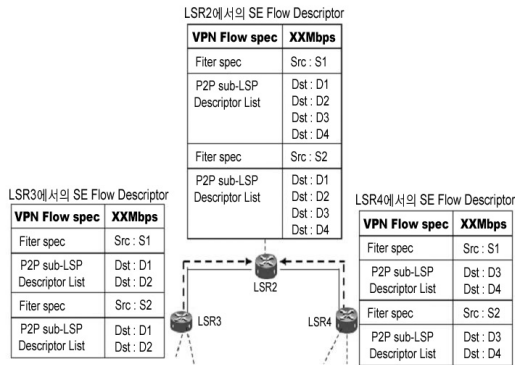 LSR2에서의 SE Flow Descriptor
VPN Flow spec XXMbps
Fiter spec Src : S1
P2P sub-LSP Dst : D1
Descriptor List Dst : D2
Dst : D3
Dst : D4
Fiter spec Src : S2
P2P sub-LSP Dst : D1
Descriptor List Dst : D2
Dst : D3
Dst : D4
LSR3에서의 SE Flow Descriptor
VPN Flow spec XXMbps
Fiter spec Src : S1
P2P sub-LSP Dst : D1
Descriptor List Dst : D2
Fiter spec Src : S2
P2P sub-LSP Dst : D1
Descriptor List Dst : D2
LSR4에서의 SE Flow Descriptor
VPN Flow spec XXMbps
Fiter spec Src : S1
P2P sub-LSP Dst : D3
Descriptor List Dst : D4
Fiter spec Src : S2
P2P sub-LSP Dst : D3
Descriptor List Dst : D4
LSR2
LSR3
LSR4